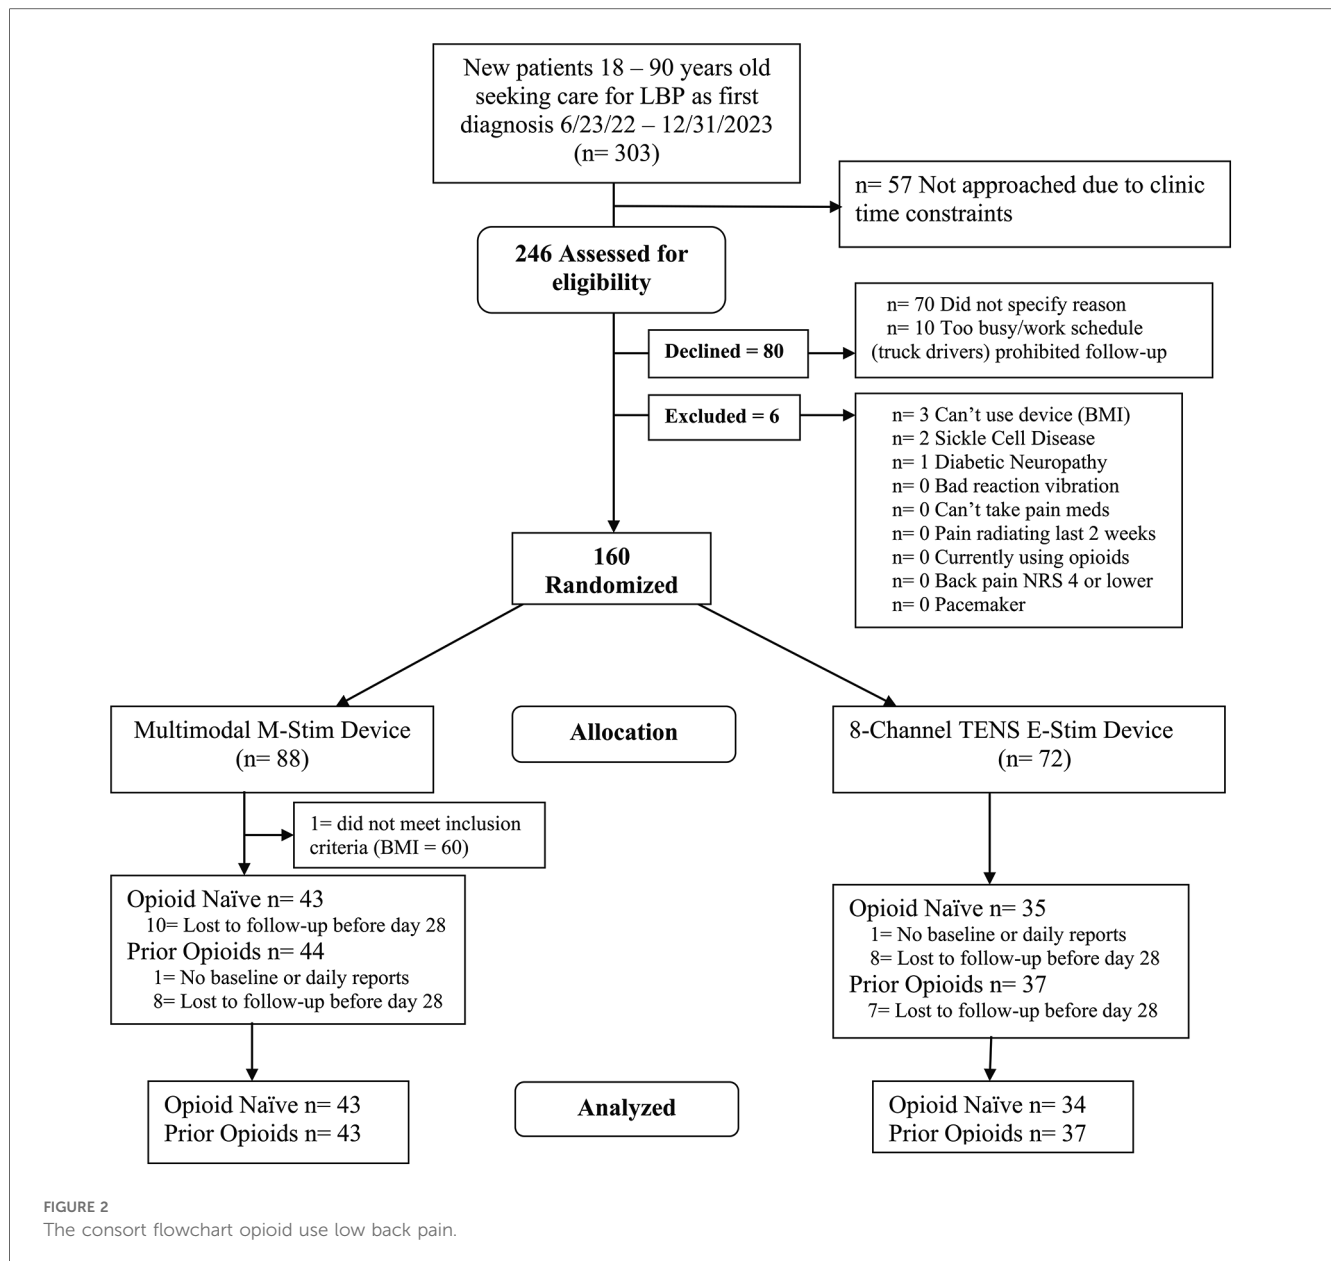 New patients 18 – 90 years old
seeking care for LBP as first
diagnosis 6/23/22 – 12/31/2023
(n= 303)
n= 57 Not approached due to clinic
time constraints
246 Assessed for
eligibility
n= 70 Did not specify reason
n= 10 Too busy/work schedule
(truck drivers) prohibited follow-up
Declined = 80
Excluded = 6
n= 3 Can't use device (BMI)
n= 2 Sickle Cell Disease
n= 1 Diabetic Neuropathy
n= 0 Bad reaction vibration
n= 0 Can't take pain meds
n= 0 Pain radiating last 2 weeks
n= 0 Currently using opioids
n= 0 Back pain NRS 4 or lower
n= 0 Pacemaker
160
Randomized
Multimodal M-Stim Device
(n= 88)
Allocation
8-Channel TENS E-Stim Device
(n= 72)
1= did not meet inclusion
criteria (BMI = 60)
Opioid Naïve n= 43
10= Lost to follow-up before day 28
Prior Opioids n= 44
1= No baseline or daily reports
8= Lost to follow-up before day 28
Opioid Naïve n= 35
1= No baseline or daily reports
8= Lost to follow-up before day 28
Prior Opioids n= 37
7= Lost to follow-up before day 28
Opioid Naïve n= 43
Prior Opioids n= 43
Analyzed
Opioid Naïve n= 34
Prior Opioids n= 37
FIGURE 2
The consort flowchart opioid use low back pain.